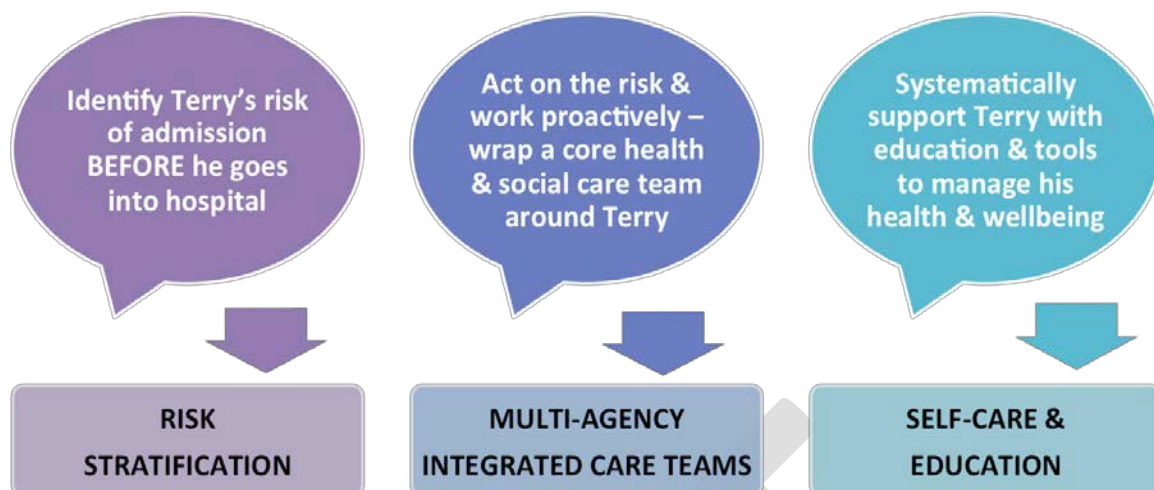 Identify Terry’s risk
of admission
BEFORE he goes
into hospital
Act on the risk &
work proactively –
wrap a core health
& social care team
around Terry
Systematically
support Terry with
education & tools
to manage his
health & wellbeing
RISK
STRATIFICATION
MULTI-AGENCY
INTEGRATED CARE TEAMS
SELF-CARE &
EDUCATION